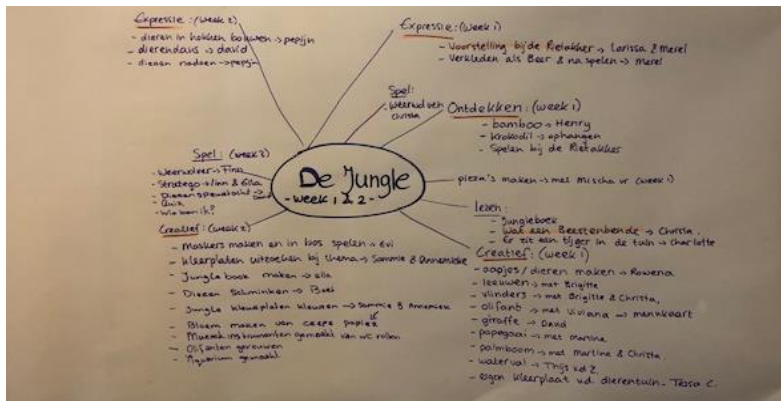 Expressie: (week 2)
- dieren in hokken bouwen → pepijn
- dierendans → david
- dieren nadoen → pepijn
Expressie: (week 1)
- Voorstelling bij de Rietakker → Larissa & Merel
- Verkleden als Beer & na spelen → Merel
Spel:
- Weerwolven
Christa
Ontdekken: (week 1)
- bamboo → Henry
- Krokodil → ophangen
- Spelen bij de Rietakker
Spel: (week 2)
- Weerwolven → Finn
- Stratego → Finn & Ella
- Dierenspeurtocht →
- Quiz
- Wie ben ik?
De Jungle
- week 1 & 2 -
pizza's maken → met Mischa vr (week 1)
lezen:
- Jungleboek
- Wat een Beestenbende → Christa.
- Er zit een tijger in de tuin → Charlotte
Creatief: (week 2)
- Maskers maken en in bos spelen → Evi
- Kleurplaten uitzoeken bij thema → Sammie & Annemieke
- Jungle book maken → ella
- Dieren Schminken →
- Jungle kleurplaten kleuren → Sammie & Annemiek
- Bloem maken van crepe papier
- Muziekinstrumenten gemaakt van wc rollen
- Olifanten
- Aquarium gemaakt
Creatief: (week 1)
- aapjes/dieren maken → Rowena
- leeuwen → met Brigitte
- vlinders → met Brigitte & Christa,
- olifant → met Viviana →
- giraffe → David
- papegaai → met martine
- palmboom → met martine & Christa
- waterval → Thijs vd Z.
- eigen kleurplaat v.d. dierentuin - Tessa C.